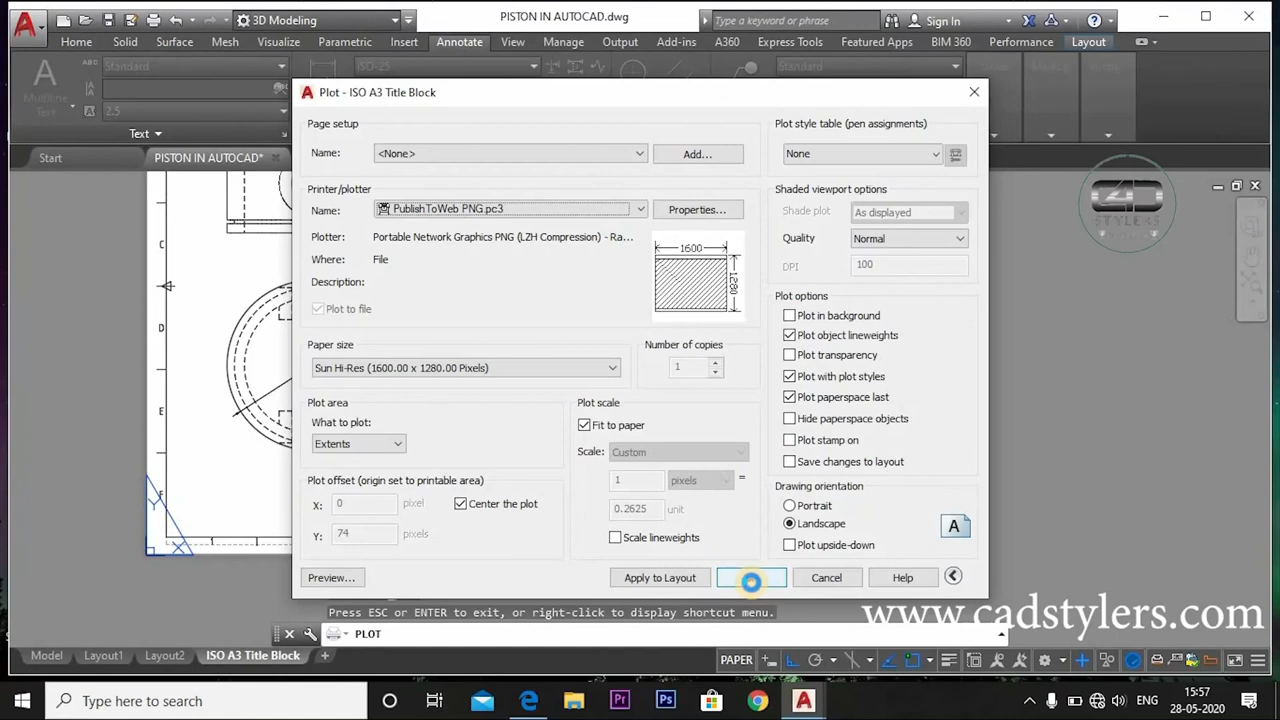 3D Modeling
PISTON IN AUTOCAD.dwg
Type a keyword or phrase
Sign In
Home Solid Surface Mesh Visualize Parametric Insert Annotate View Manage Output Add-ins A360 Express Tools Featured Apps BIM 360 Performance Layout
Standard
ISO-25
Standard
Multiline
Text
2.5
Text
Start
PISTON IN AUTOCAD*
CAD
STYLERS
C
D
E
Plot - ISO A3 Title Block
Page setup
Name:
<None>
Add...
Printer/plotter
Name:
PublishToWeb PNG.pc3
Properties...
Plotter:
Portable Network Graphics PNG (LZH Compression) - Ra...
Where:
File
Description:
Plot to file
1600
1280
Paper size
Sun Hi-Res (1600.00 x 1280.00 Pixels)
Number of copies
1
Plot area
What to plot:
Extents
Plot scale
Fit to paper
Scale:
Custom
1
pixels
=
0.2625
unit
Scale lineweights
Plot offset (origin set to printable area)
X:
0
pixel
Center the plot
Y:
74
pixels
Plot style table (pen assignments)
None
Shaded viewport options
Shade plot
As displayed
Quality
Normal
DPI
100
Plot options
Plot in background
Plot object lineweights
Plot transparency
Plot with plot styles
Plot paperspace last
Hide paperspace objects
Plot stamp on
Save changes to layout
Drawing orientation
Portrait
Landscape
Plot upside-down
A
Preview...
Apply to Layout
Cancel
Help
Press ESC or ENTER to exit, or right-click to display shortcut menu.
www.cadstylers.com
PLOT
Model Layout1 Layout2 ISO A3 Title Block
PAPER
Type here to search
ENG
15:57
28-05-2020